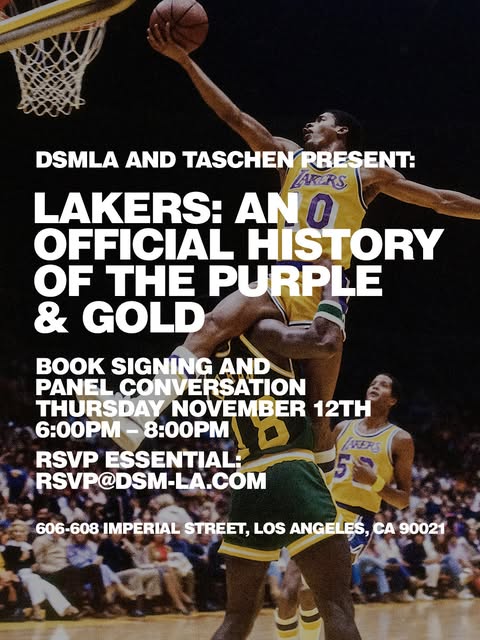 DSMLA AND TASCHEN PRESENT:
LAKERS: AN
OFFICIAL HISTORY
OF THE PURPLE
& GOLD
BOOK SIGNING AND
PANEL CONVERSATION
THURSDAY NOVEMBER 12TH
6:00PM – 8:00PM
RSVP ESSENTIAL:
RSVP@DSM-LA.COM
606-608 IMPERIAL STREET, LOS ANGELES, CA 90021
LAKERS
18